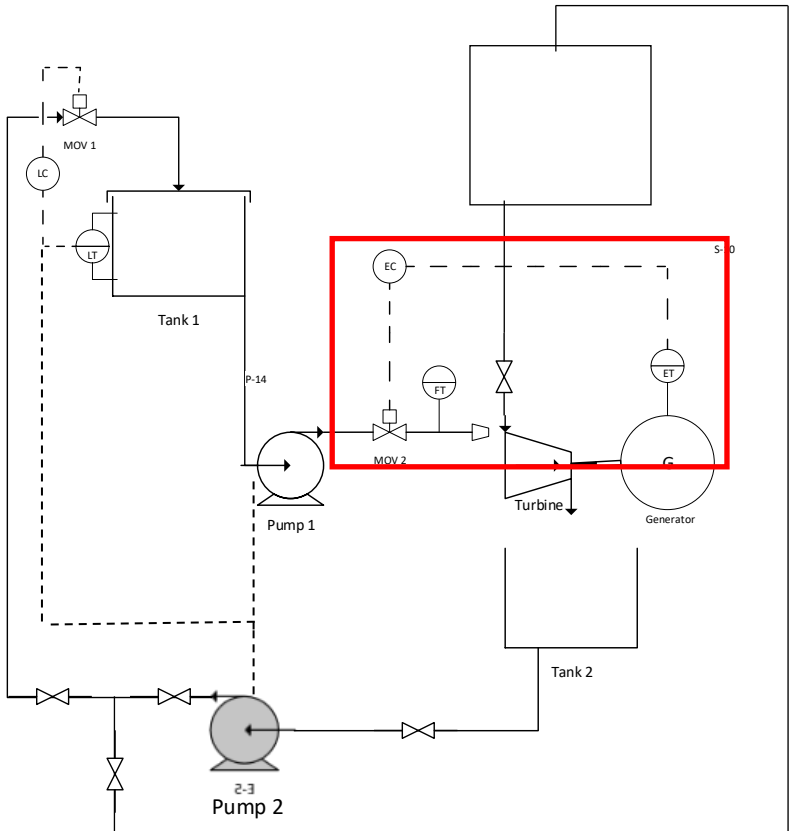 MOV 1
LC
LT
Tank 1
P-14
EC
S-
0
ET
FT
MOV 2
G
Pump 1
Turbine
Generator
Tank 2
Pump 2